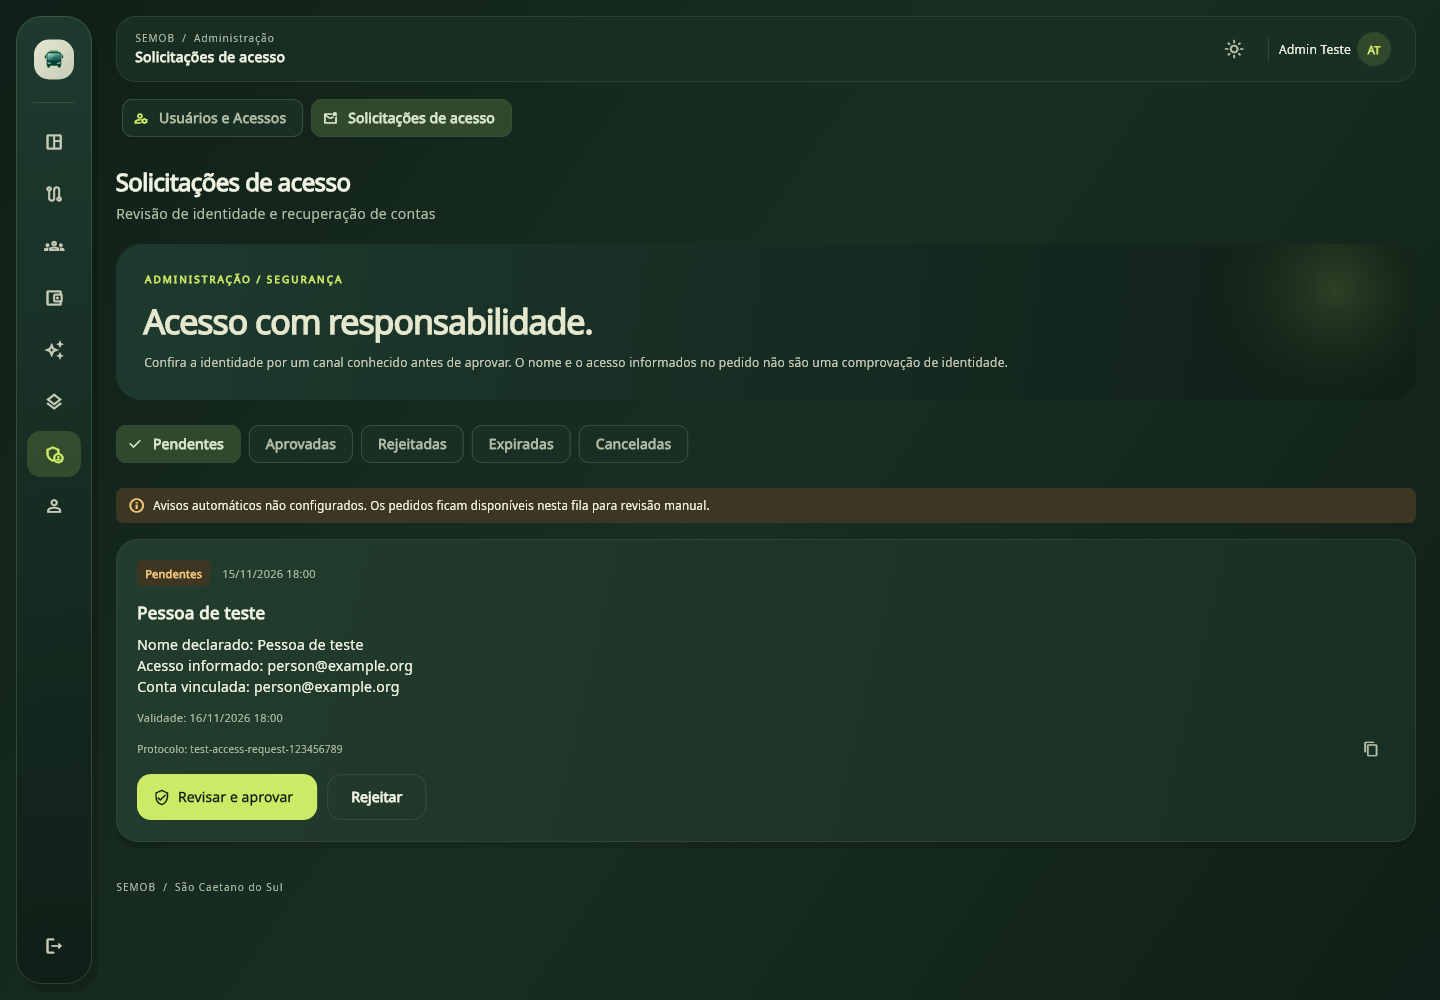 SEMOB / Administração
Solicitações de acesso
Admin Teste
AT
Usuários e Acessos
Solicitações de acesso
Solicitações de acesso
Revisão de identidade e recuperação de contas
ADMINISTRAÇÃO / SEGURANÇA
Acesso com responsabilidade.
Confira a identidade por um canal conhecido antes de aprovar. O nome e o acesso informados no pedido não são uma comprovação de identidade.
Pendentes
Aprovadas
Rejeitadas
Expiradas
Canceladas
Avisos automáticos não configurados. Os pedidos ficam disponíveis nesta fila para revisão manual.
Pendentes
15/11/2026 18:00
Pessoa de teste
Nome declarado: Pessoa de teste
Acesso informado: person@example.org
Conta vinculada: person@example.org
Validade: 16/11/2026 18:00
Protocolo: test-access-request-123456789
Revisar e aprovar
Rejeitar
SEMOB / São Caetano do Sul